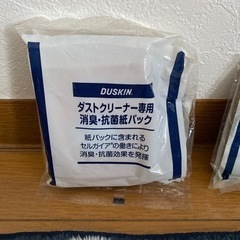 DUSKIN
ダストクリーナー専用
消臭・抗菌紙パック
紙パックに含まれる
セルガイア®の働きにより
消臭・抗菌効果を発揮